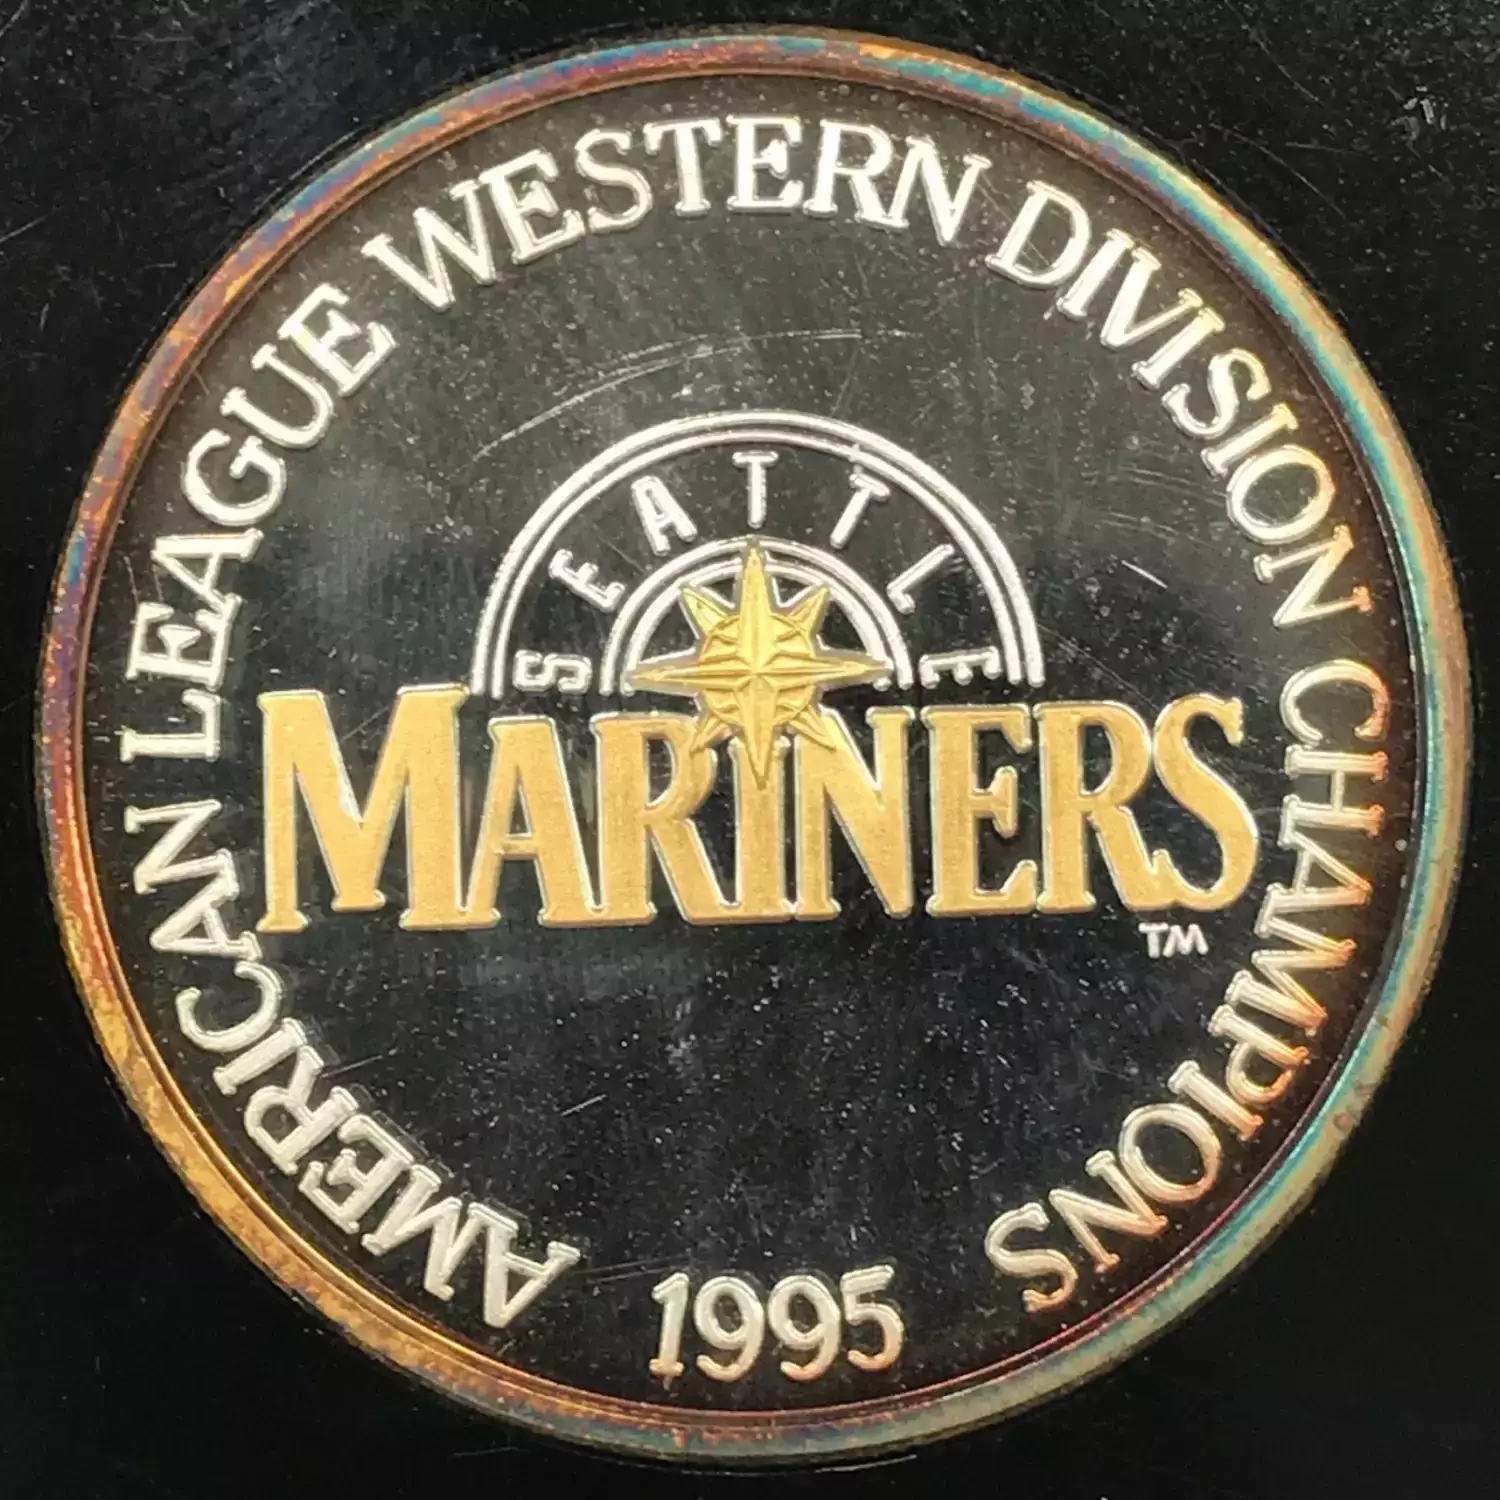 AMERICAN LEAGUE WESTERN DIVISION CHAMPIONS
SEATTLE
MARINERS
TM
1995